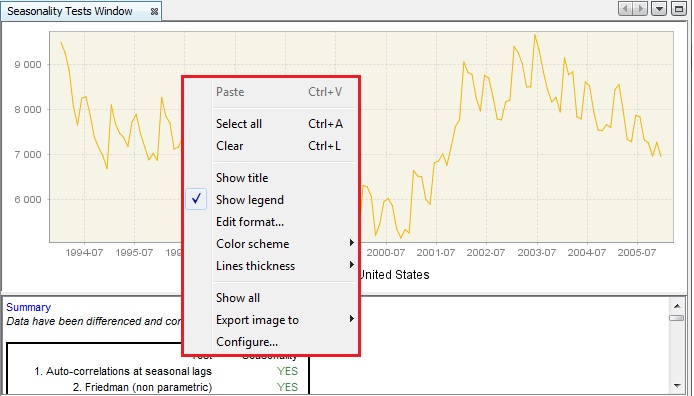 Seasonality Tests Window
9 000
8 000
7 000
6 000
1994-07 1995-07 199 2000-07 2001-07 2002-07 2003-07 2004-07 2005-07
United States
Paste Ctrl+V
Select all Ctrl+A
Clear Ctrl+L
Show title
Show legend
Edit format...
Color scheme
Lines thickness
Show all
Export image to
Configure...
Summary
Data have been differenced and cor
Test Seasonality
1. Auto-correlations at seasonal lags YES
2. Friedman (non parametric) YES